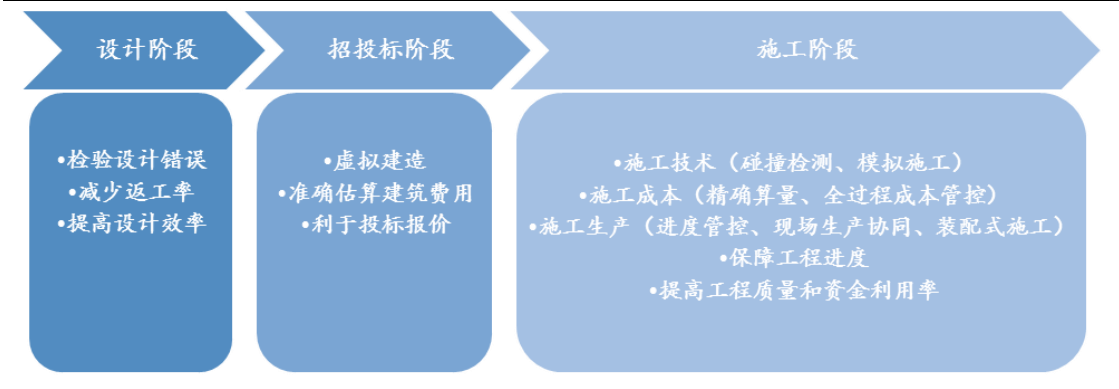 设计阶段
招投标阶段
施工阶段
•检验设计错误
•减少返工率
•提高设计效率
•虚拟建造
•准确估算建筑费用
•利于投标报价
•施工技术（碰撞检测、模拟施工）
•施工成本（精确算量、全过程成本管控）
•施工生产（进度管控、现场生产协同、装配式施工）
•保障工程进度
•提高工程质量和资金利用率